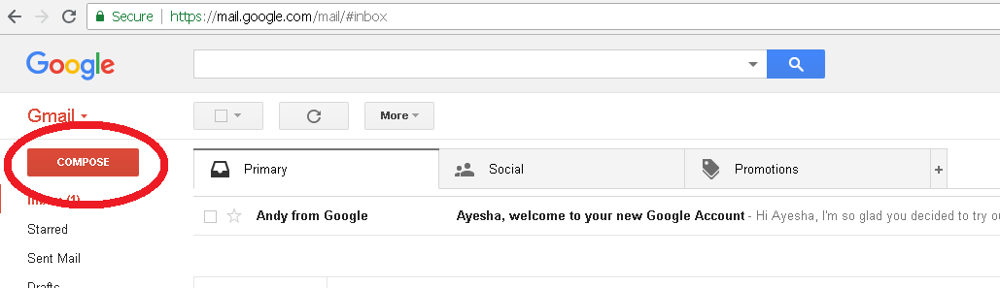 Secure | https://mail.google.com/mail/#inbox
Google
Gmail
More
COMPOSE
Primary
Social
Promotions
+
Inbox (1)
Andy from Google
Ayesha, welcome to your new Google Account - Hi Ayesha, I'm so glad you decided to try ou
Starred
Sent Mail
Drafts